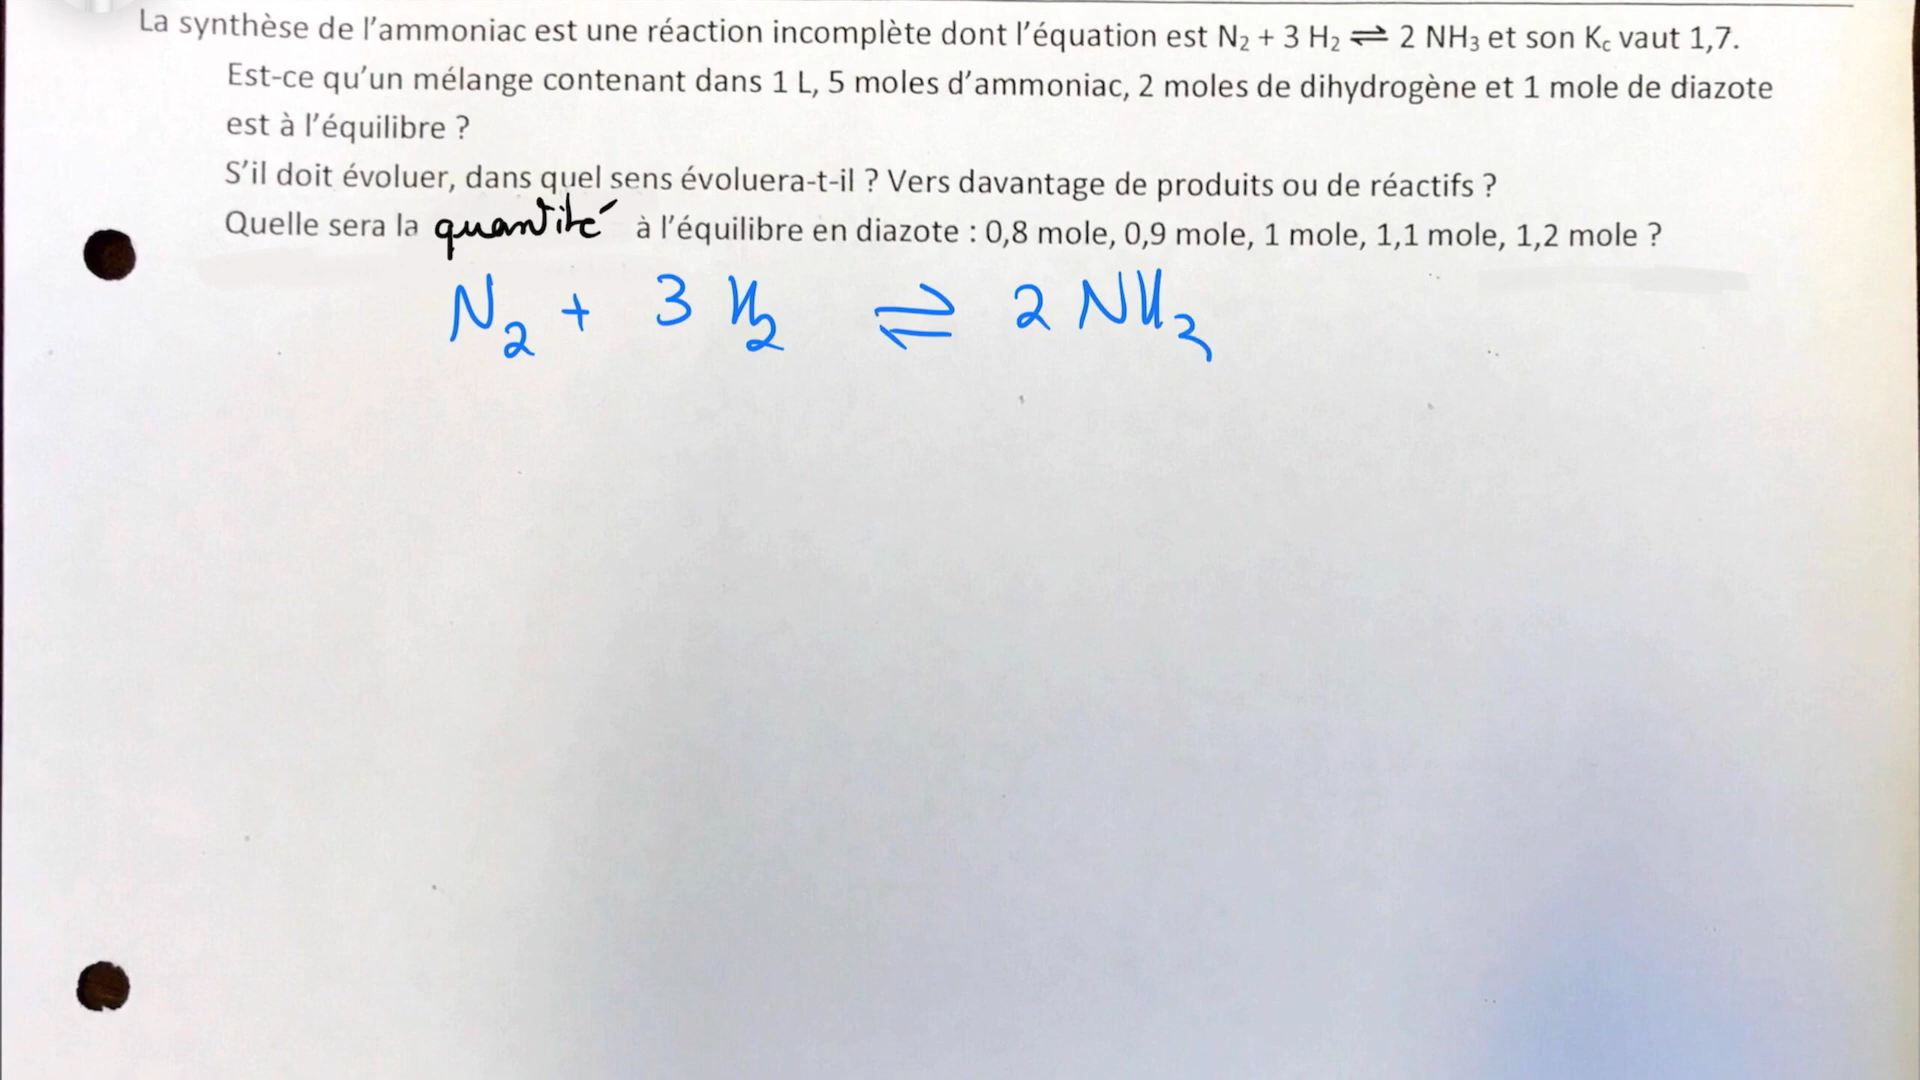 La synthèse de l'ammoniac est une réaction incomplète dont l'équation est N₂ + 3 H₂ ⇌ 2 NH₃ et son Kc vaut 1,7.
Est-ce qu'un mélange contenant dans 1 L, 5 moles d'ammoniac, 2 moles de dihydrogène et 1 mole de diazote
est à l'équilibre ?
S'il doit évoluer, dans quel sens évoluera-t-il ? Vers davantage de produits ou de réactifs ?
Quelle sera la quantité à l'équilibre en diazote : 0,8 mole, 0,9 mole, 1 mole, 1,1 mole, 1,2 mole ?
N₂ + 3 H₂ ⇌ 2 NH₃